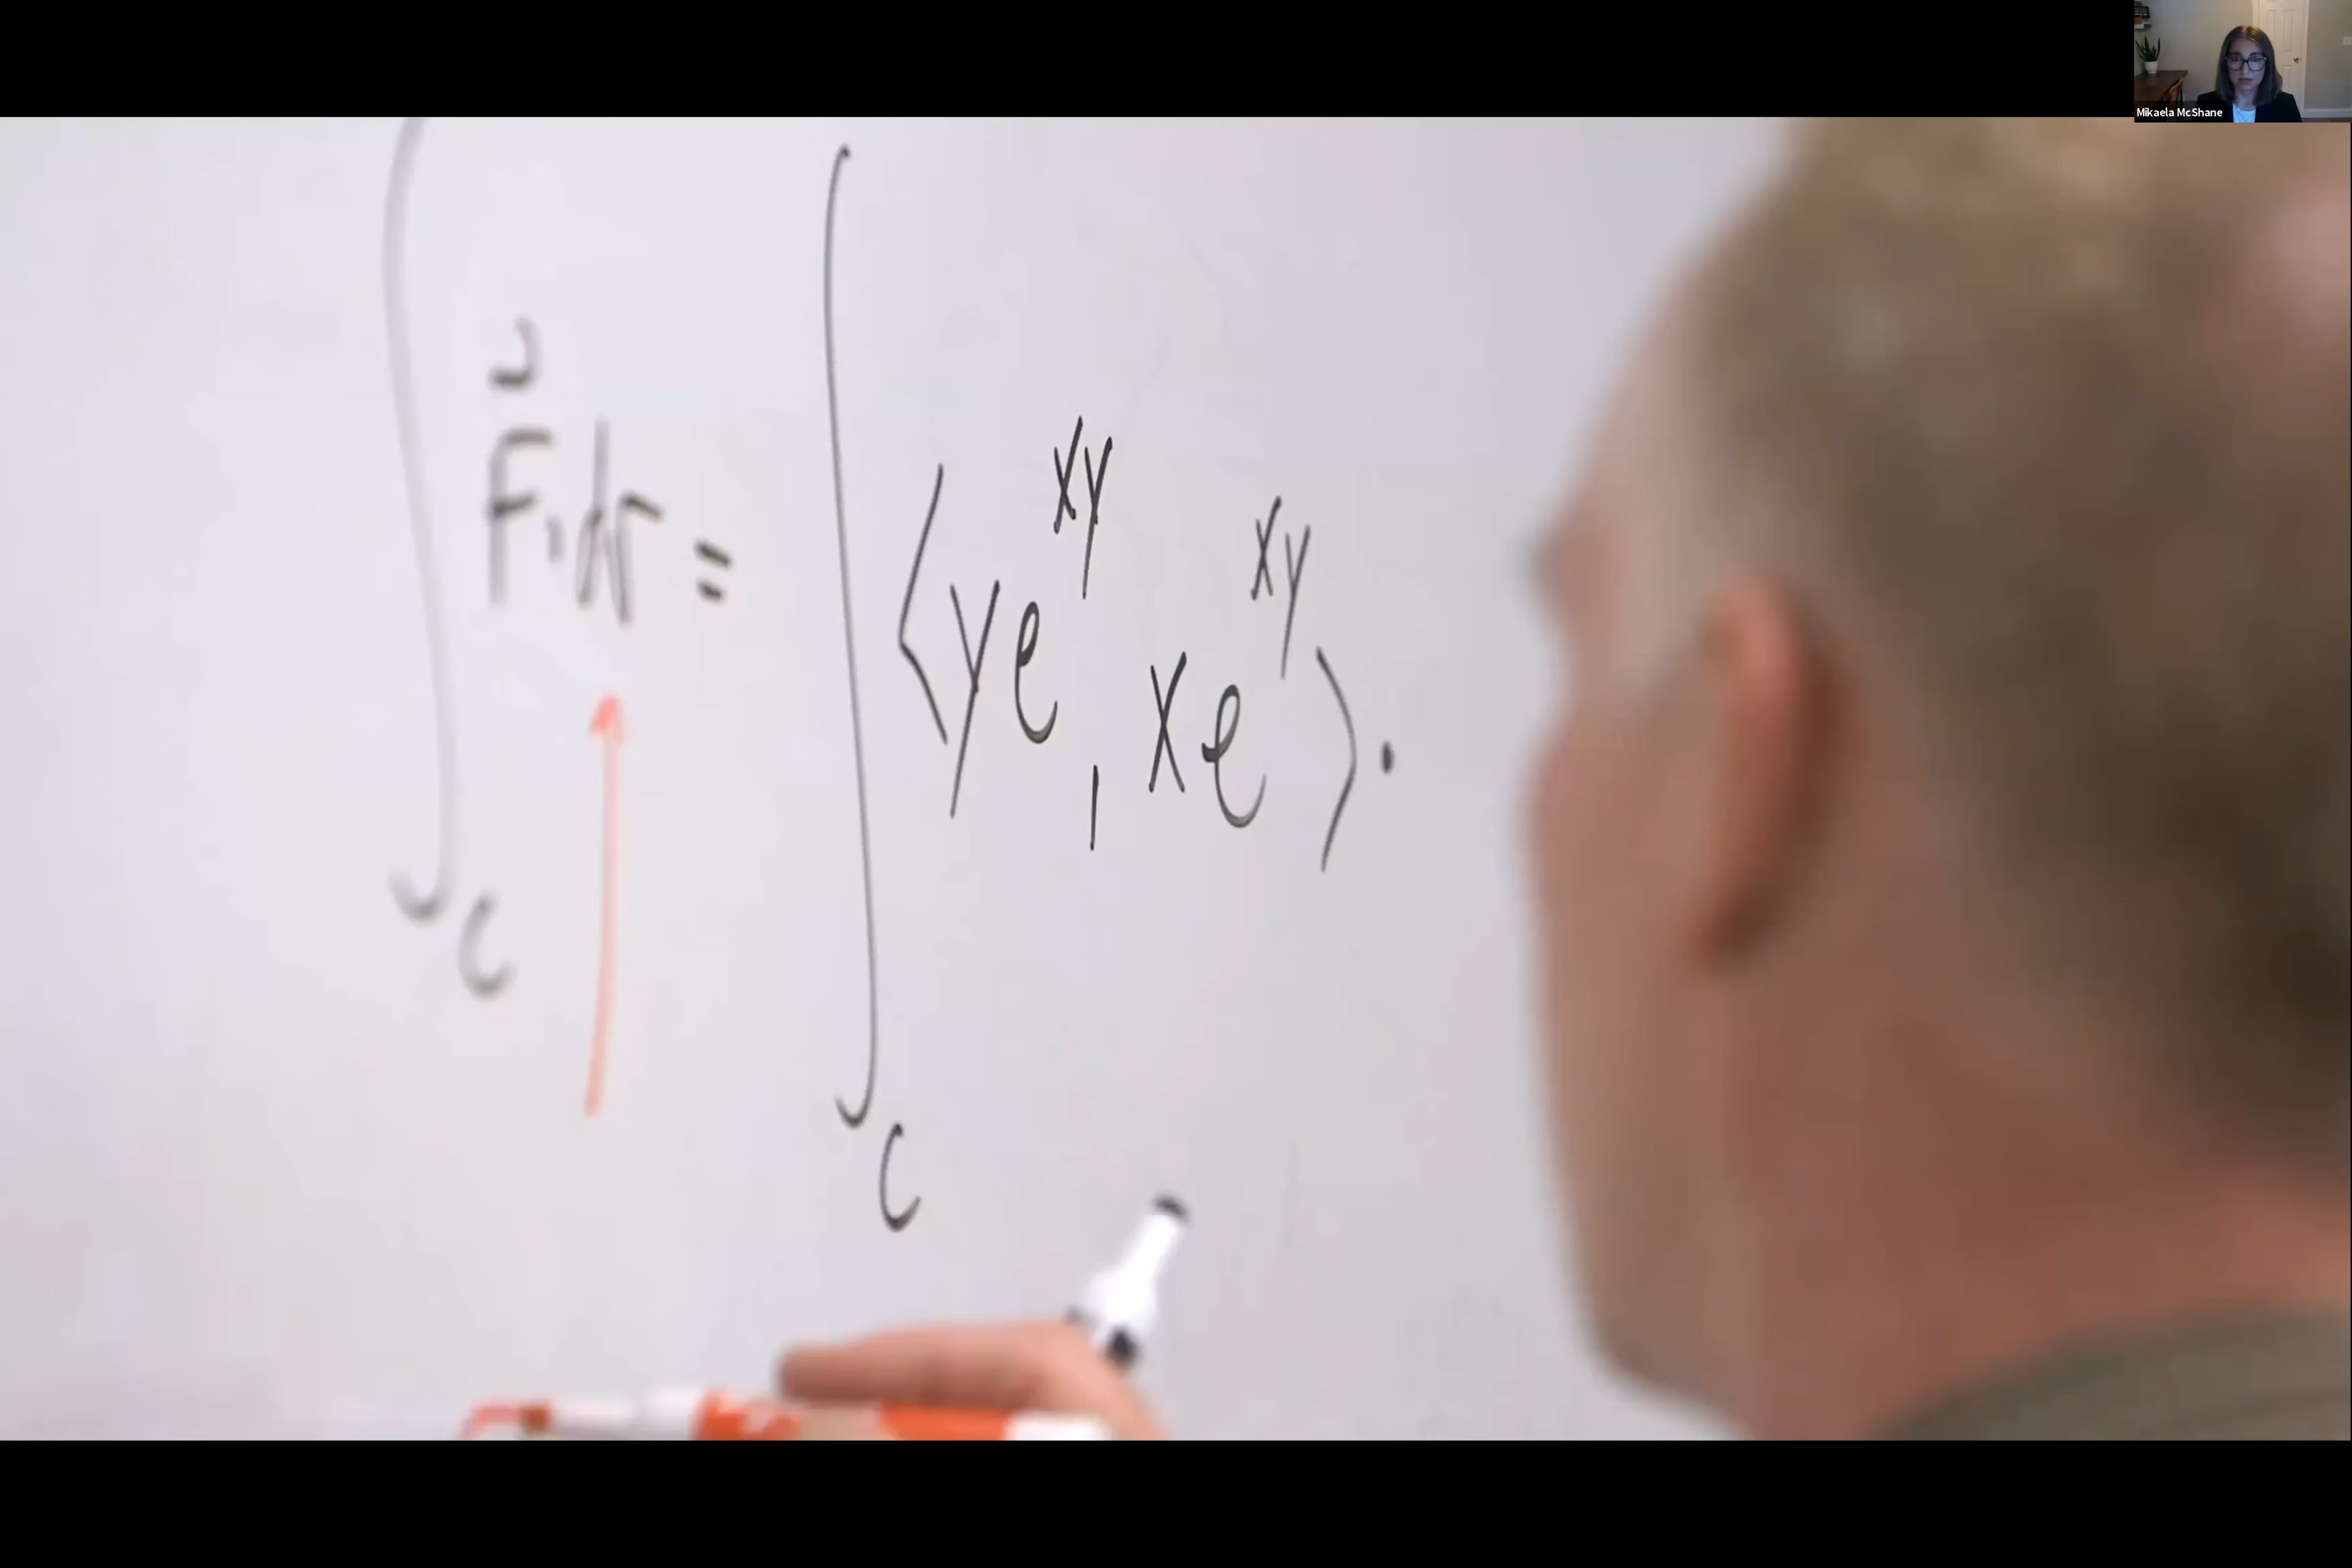 Mikaela McShane
∫_C F⃗ · dr = ∫_C ⟨ye^{xy}, xe^{xy}⟩ ·